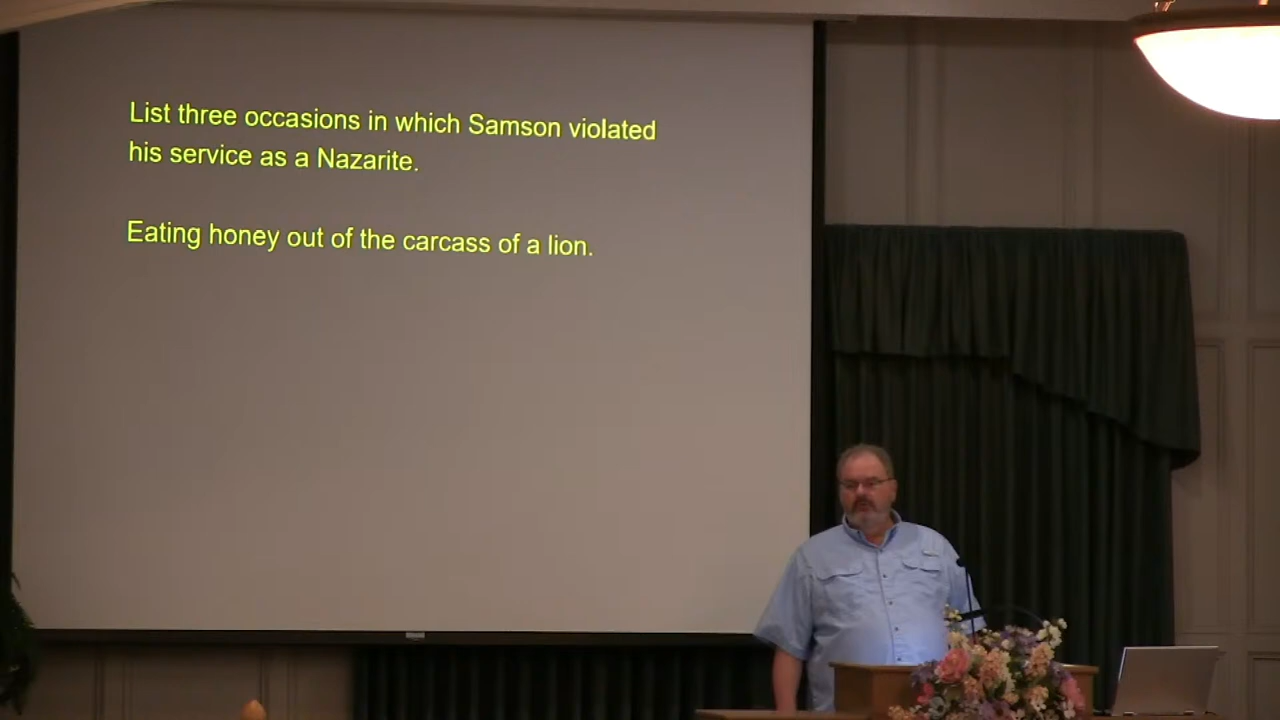 List three occasions in which Samson violated
his service as a Nazarite.
Eating honey out of the carcass of a lion.